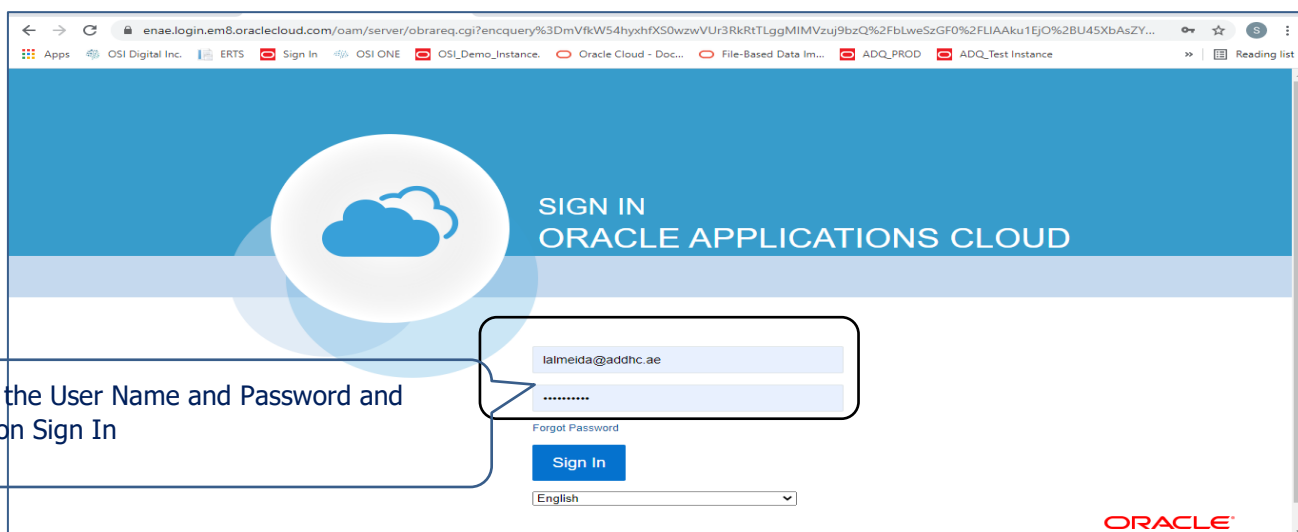 enae.login.em8.oraclecloud.com/oam/server/obrareq.cgi?encquery%3DmVfkW54hyxhfXS0wzwVUr3RkRtTLggMIMVzuj9bzQ%2FbLweSzGF0%2FLIAAku1EjO%2BU45XbAsZY... S
Apps OSI Digital Inc. ERTS Sign In OSI ONE OSI_Demo_Instance. Oracle Cloud - Doc... File-Based Data Im... ADQ_PROD ADQ_Test Instance » Reading list
SIGN IN
ORACLE APPLICATIONS CLOUD
lalmeida@addhc.ae
••••••••••
the User Name and Password and
on Sign In
Forgot Password
Sign In
English
ORACLE